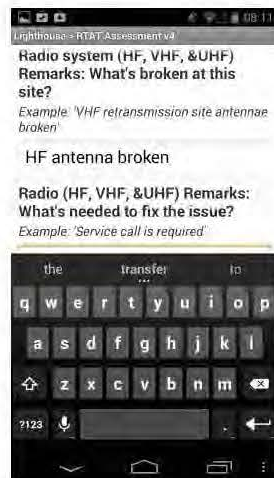 08:11
Lighthouse > RTAT Assessment v4
Radio system (HF, VHF, &UHF)
Remarks: What's broken at this
site?
Example: 'VHF retransmission site antennae
broken'
HF antenna broken
Radio (HF, VHF, &UHF) Remarks:
What's needed to fix the issue?
Example: 'Service call is required'
the transfer to
q w e r t y u i o p
a s d f g h j k l
z x c v b n m
?123 .